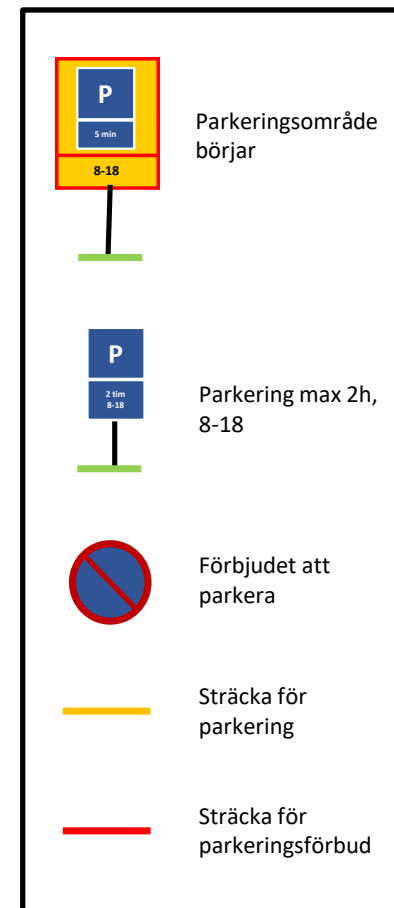 P
5 min
8-18
Parkeringsområde
börjar
P
2 tim
8-18
Parkering max 2h,
8-18
Förbjudet att
parkera
Sträcka för
parkering
Sträcka för
parkeringsförbud